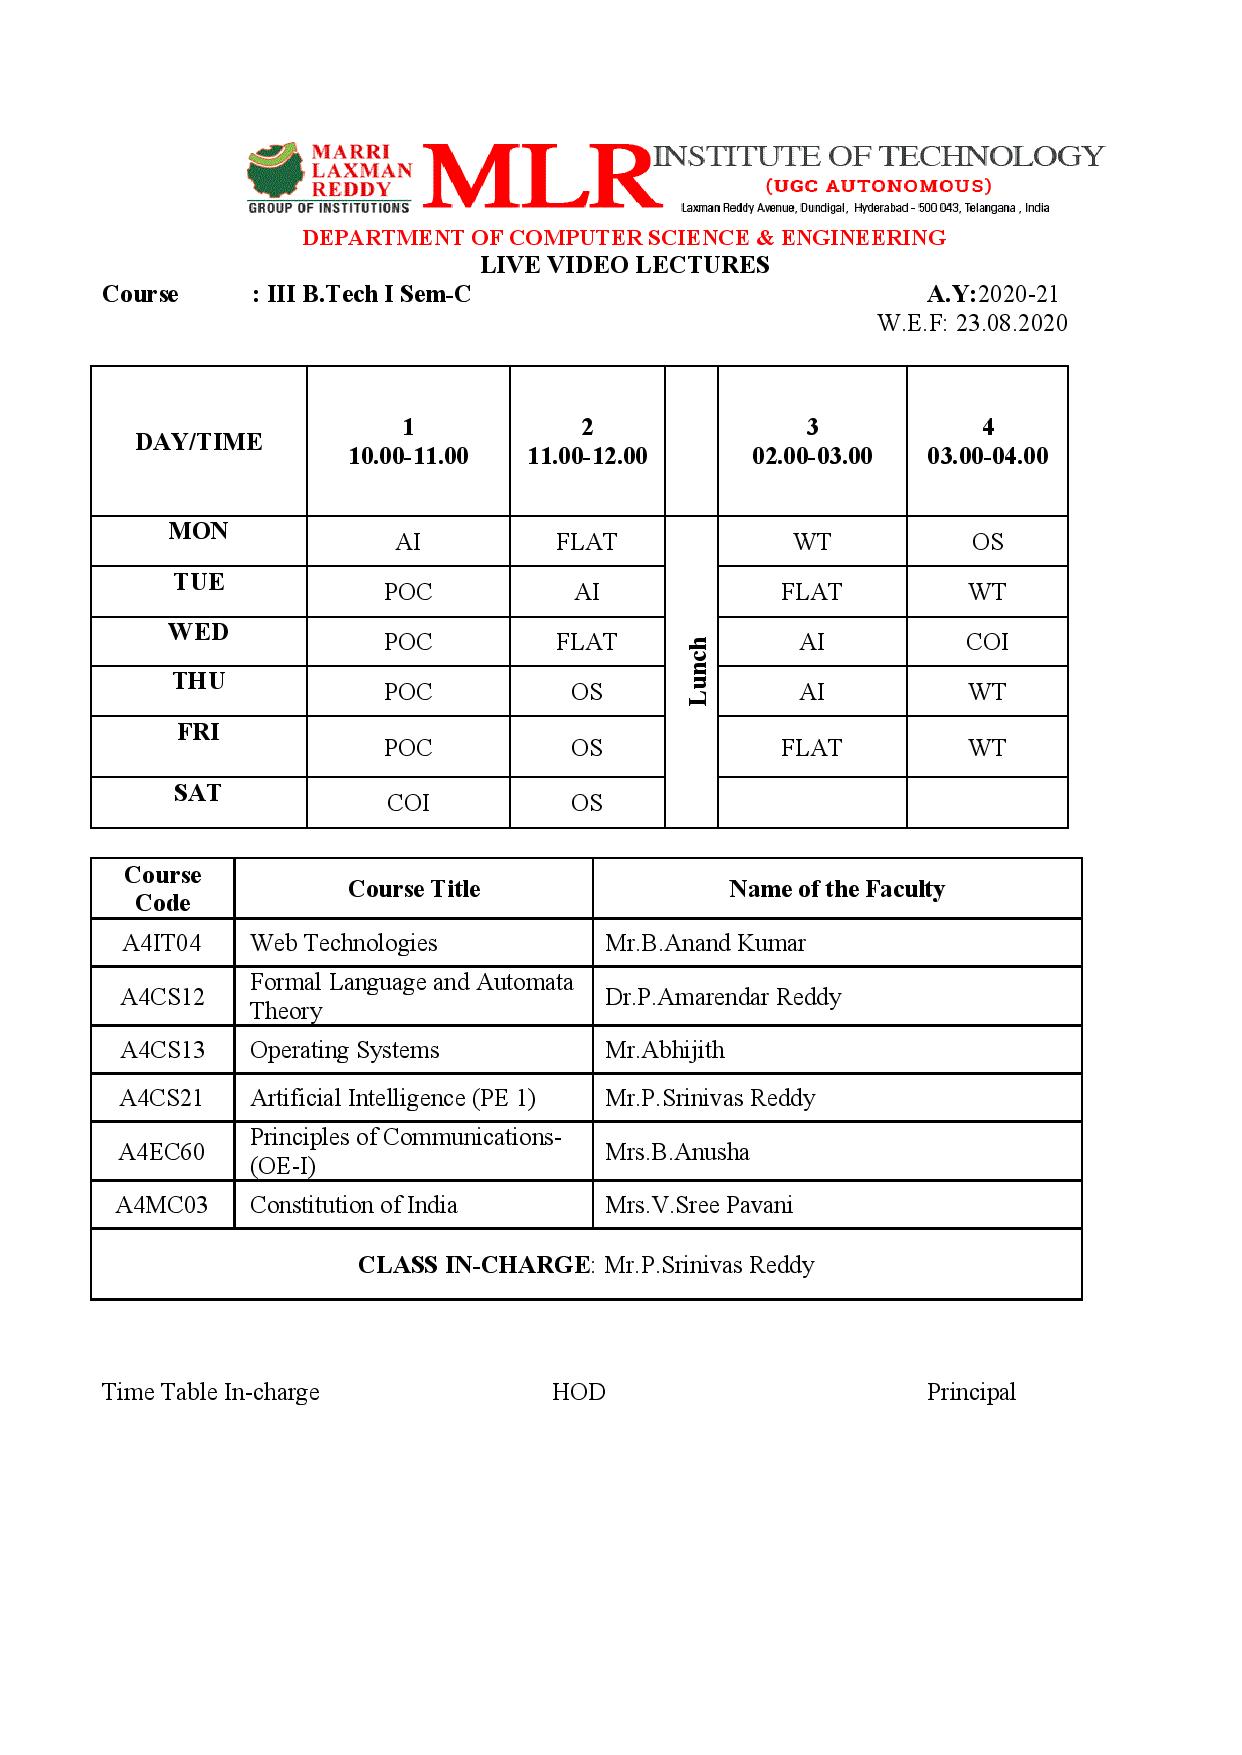 MARRI
LAXMAN
REDDY
GROUP OF INSTITUTIONS
MLR INSTITUTE OF TECHNOLOGY
(UGC AUTONOMOUS)
Laxman Reddy Avenue, Dundigal, Hyderabad - 500 043, Telangana , India
DEPARTMENT OF COMPUTER SCIENCE & ENGINEERING
LIVE VIDEO LECTURES
Course : III B.Tech I Sem-C A.Y:2020-21
W.E.F: 23.08.2020
DAY/TIME 1 10.00-11.00 2 11.00-12.00 3 02.00-03.00 4 03.00-04.00
MON AI FLAT WT OS
TUE POC AI FLAT WT
WED POC FLAT AI COI
Lunch
THU POC OS AI WT
FRI POC OS FLAT WT
SAT COI OS
Course Code Course Title Name of the Faculty
A4IT04 Web Technologies Mr.B.Anand Kumar
A4CS12 Formal Language and Automata Theory Dr.P.Amarendar Reddy
A4CS13 Operating Systems Mr.Abhijith
A4CS21 Artificial Intelligence (PE 1) Mr.P.Srinivas Reddy
A4EC60 Principles of Communications-(OE-I) Mrs.B.Anusha
A4MC03 Constitution of India Mrs.V.Sree Pavani
CLASS IN-CHARGE: Mr.P.Srinivas Reddy
Time Table In-charge HOD Principal